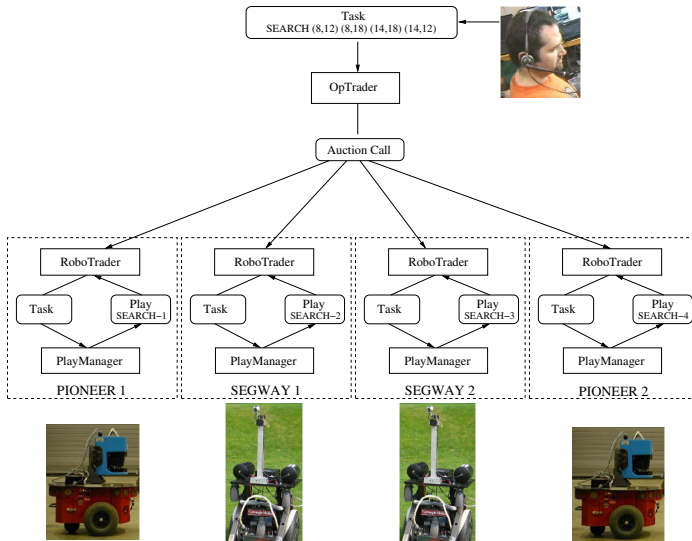 Task
SEARCH (8,12) (8,18) (14,18) (14,12)
OpTrader
Auction Call
RoboTrader
RoboTrader
RoboTrader
RoboTrader
Task
Play
SEARCH−1
Task
Play
SEARCH−2
Task
Play
SEARCH−3
Task
Play
SEARCH−4
PlayManager
PlayManager
PlayManager
PlayManager
PIONEER 1
SEGWAY 1
SEGWAY 2
PIONEER 2